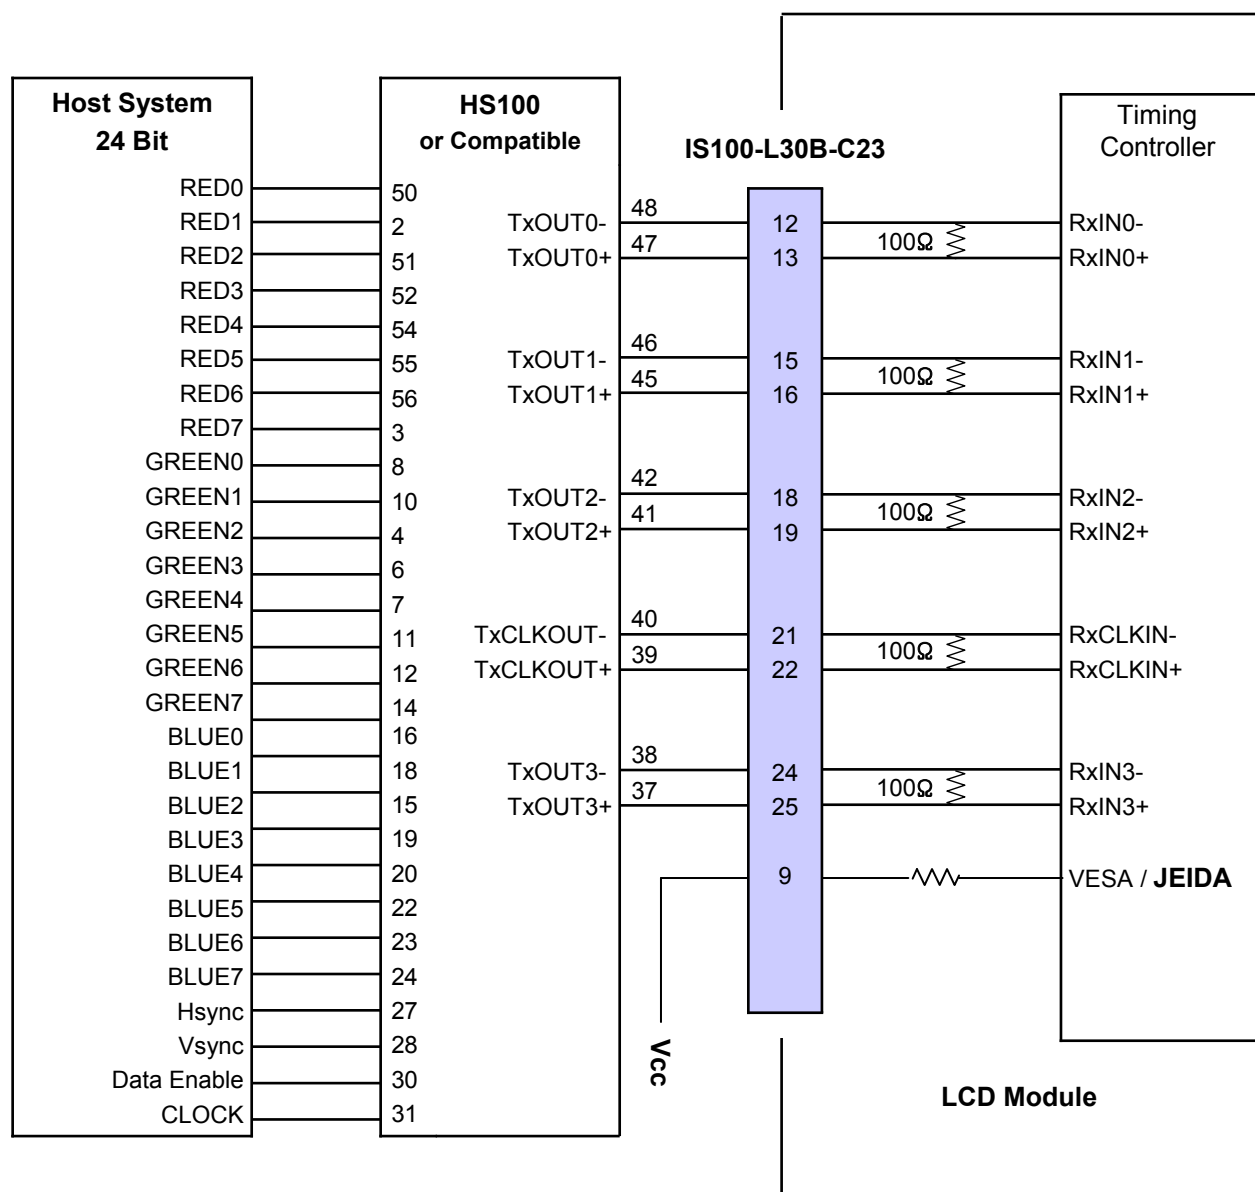 Host System
24 Bit
RED0
RED1
RED2
RED3
RED4
RED5
RED6
RED7
GREEN0
GREEN1
GREEN2
GREEN3
GREEN4
GREEN5
GREEN6
GREEN7
BLUE0
BLUE1
BLUE2
BLUE3
BLUE4
BLUE5
BLUE6
BLUE7
Hsync
Vsync
Data Enable
CLOCK
HS100
or Compatible
50
2
51
52
54
55
56
3
8
10
4
6
7
11
12
14
16
18
15
19
20
22
23
24
27
28
30
31
TxOUT0-
TxOUT0+
TxOUT1-
TxOUT1+
TxOUT2-
TxOUT2+
TxCLKOUT-
TxCLKOUT+
TxOUT3-
TxOUT3+
48
47
46
45
42
41
40
39
38
37
Vcc
IS100-L30B-C23
12
13
15
16
18
19
21
22
24
25
9
100Ω
100Ω
100Ω
100Ω
100Ω
Timing
Controller
RxIN0-
RxIN0+
RxIN1-
RxIN1+
RxIN2-
RxIN2+
RxCLKIN-
RxCLKIN+
RxIN3-
RxIN3+
VESA / JEIDA
LCD Module